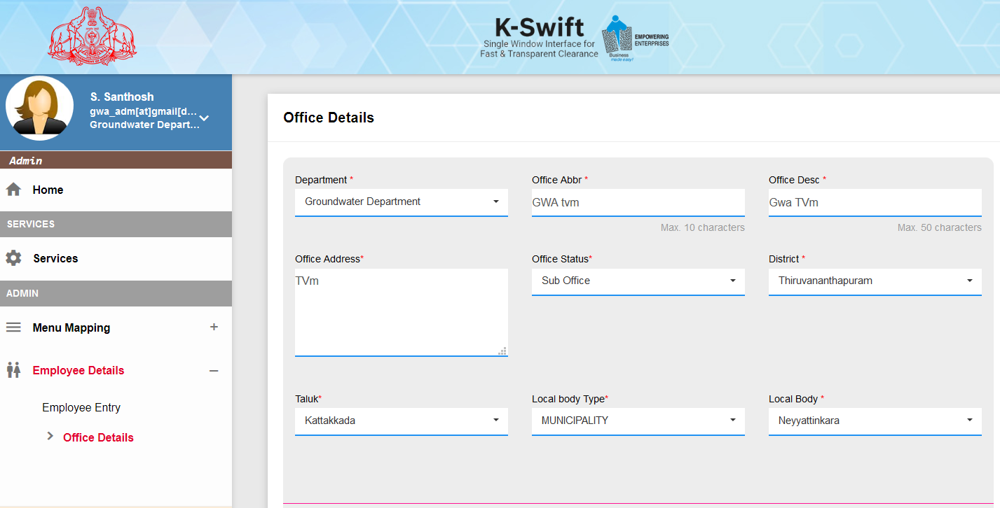 K-Swift
Single Window Interface for
Fast & Transparent Clearance
EMPOWERING
ENTERPRISES
Business
made easy!
S. Santhosh
gwa_adm[at]gmail[d...
Groundwater Depart...
Admin
Home
SERVICES
Services
ADMIN
Menu Mapping
Employee Details
Employee Entry
Office Details
Office Details
Department *
Office Abbr *
Office Desc *
Groundwater Department
GWA tvm
Gwa TVm
Max. 10 characters
Max. 50 characters
Office Address*
Office Status*
District *
TVm
Sub Office
Thiruvananthapuram
Taluk*
Local body Type*
Local Body *
Kattakkada
MUNICIPALITY
Neyyattinkara